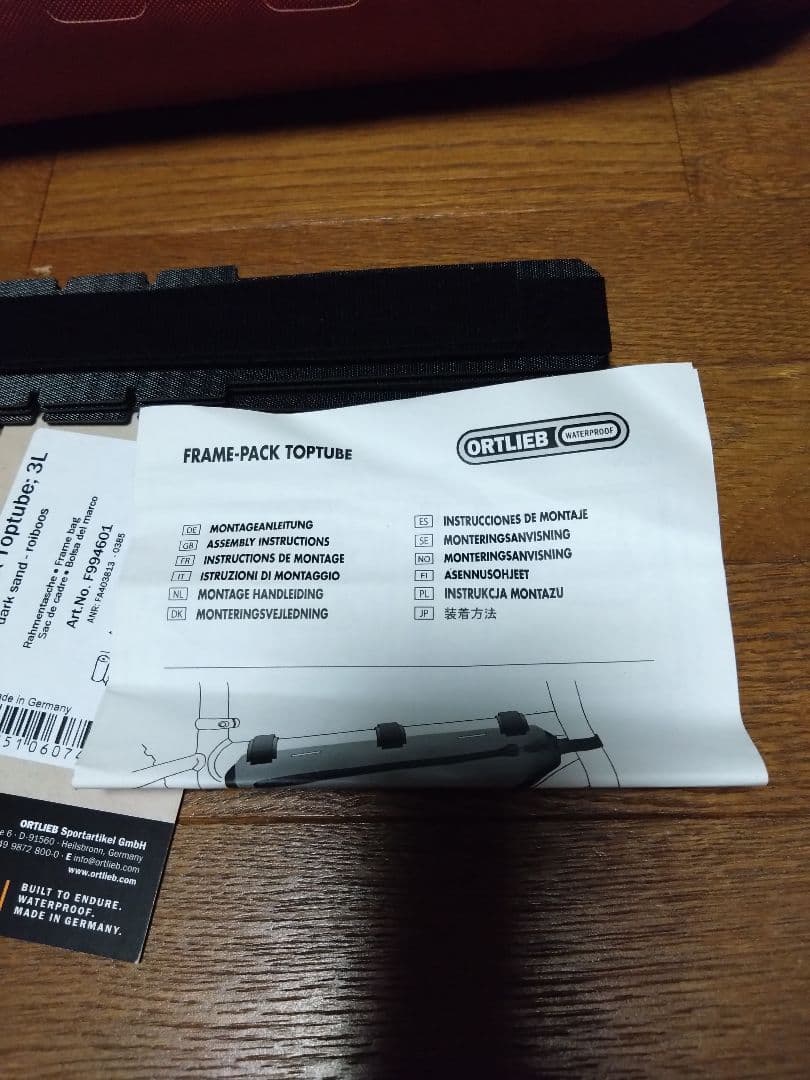 FRAME-PACK TOPTUBE
ORTLIEB WATERPROOF
DE MONTAGEANLEITUNG
GB ASSEMBLY INSTRUCTIONS
FR INSTRUCTIONS DE MONTAGE
IT ISTRUZIONI DI MONTAGGIO
NL MONTAGE HANDLEIDING
DK MONTERINGSVEJLEDNING
ES INSTRUCCIONES DE MONTAJE
SE MONTERINGSANVISNING
NO MONTERINGSANVISNING
FI ASENNUSOHJEET
PL INSTRUKCJA MONTAŻU
JP 装着方法
Toptube; 3L
dark sand - rooibos
Rahmentasche • Frame bag
Sac de cadre • Bolsa del marco
Art.No. F994601
ANR: FA403813 - 0385
in Germany
ORTLIEB Sportartikel GmbH
6 · D-91560 · Heilsbronn, Germany
9872 800-0 · E info@ortlieb.com
www.ortlieb.com
BUILT TO ENDURE.
WATERPROOF.
MADE IN GERMANY.